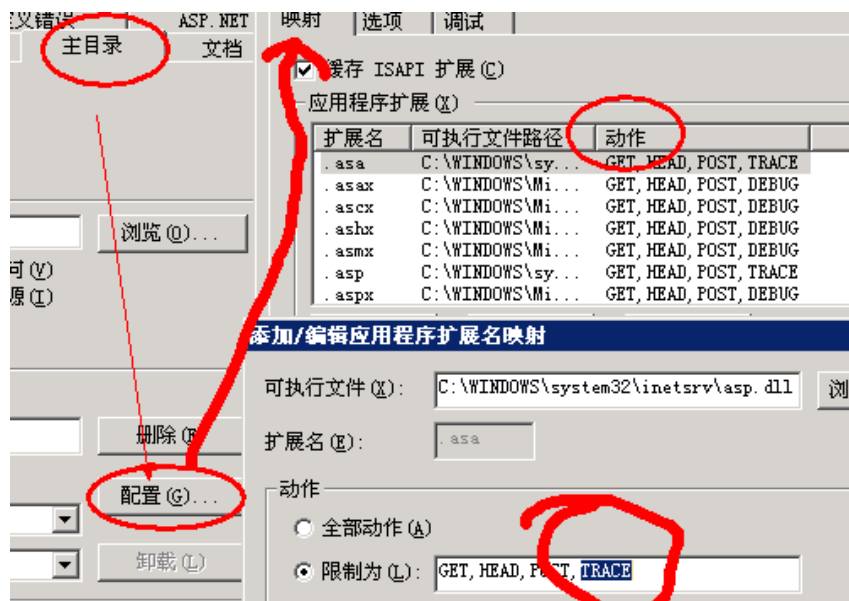 定义错误 ASP.NET
主目录 文档
浏览(O)...
可(V)
源(I)
删除
配置(G)...
卸载(L)
映射 选项 调试
缓存 ISAPI 扩展(C)
应用程序扩展(X)
扩展名 可执行文件路径 动作
.asa C:\WINDOWS\sy... GET,HEAD,POST,TRACE
.asax C:\WINDOWS\Mi... GET,HEAD,POST,DEBUG
.ascx C:\WINDOWS\Mi... GET,HEAD,POST,DEBUG
.ashx C:\WINDOWS\Mi... GET,HEAD,POST,DEBUG
.asmx C:\WINDOWS\Mi... GET,HEAD,POST,DEBUG
.asp C:\WINDOWS\sy... GET,HEAD,POST,TRACE
.aspx C:\WINDOWS\Mi... GET,HEAD,POST,DEBUG
添加/编辑应用程序扩展名映射
可执行文件(X): C:\WINDOWS\system32\inetsrv\asp.dll 浏
扩展名(E): .asa
动作
全部动作(A)
限制为(L): GET,HEAD,POST,TRACE